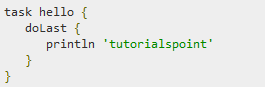 task hello {
   doLast {
      println 'tutorialspoint'
   }
}